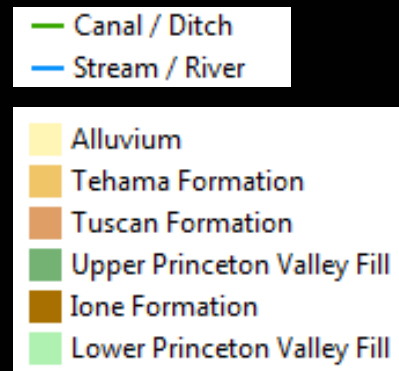 Canal / Ditch
Stream / River
Alluvium
Tehama Formation
Tuscan Formation
Upper Princeton Valley Fill
Ione Formation
Lower Princeton Valley Fill